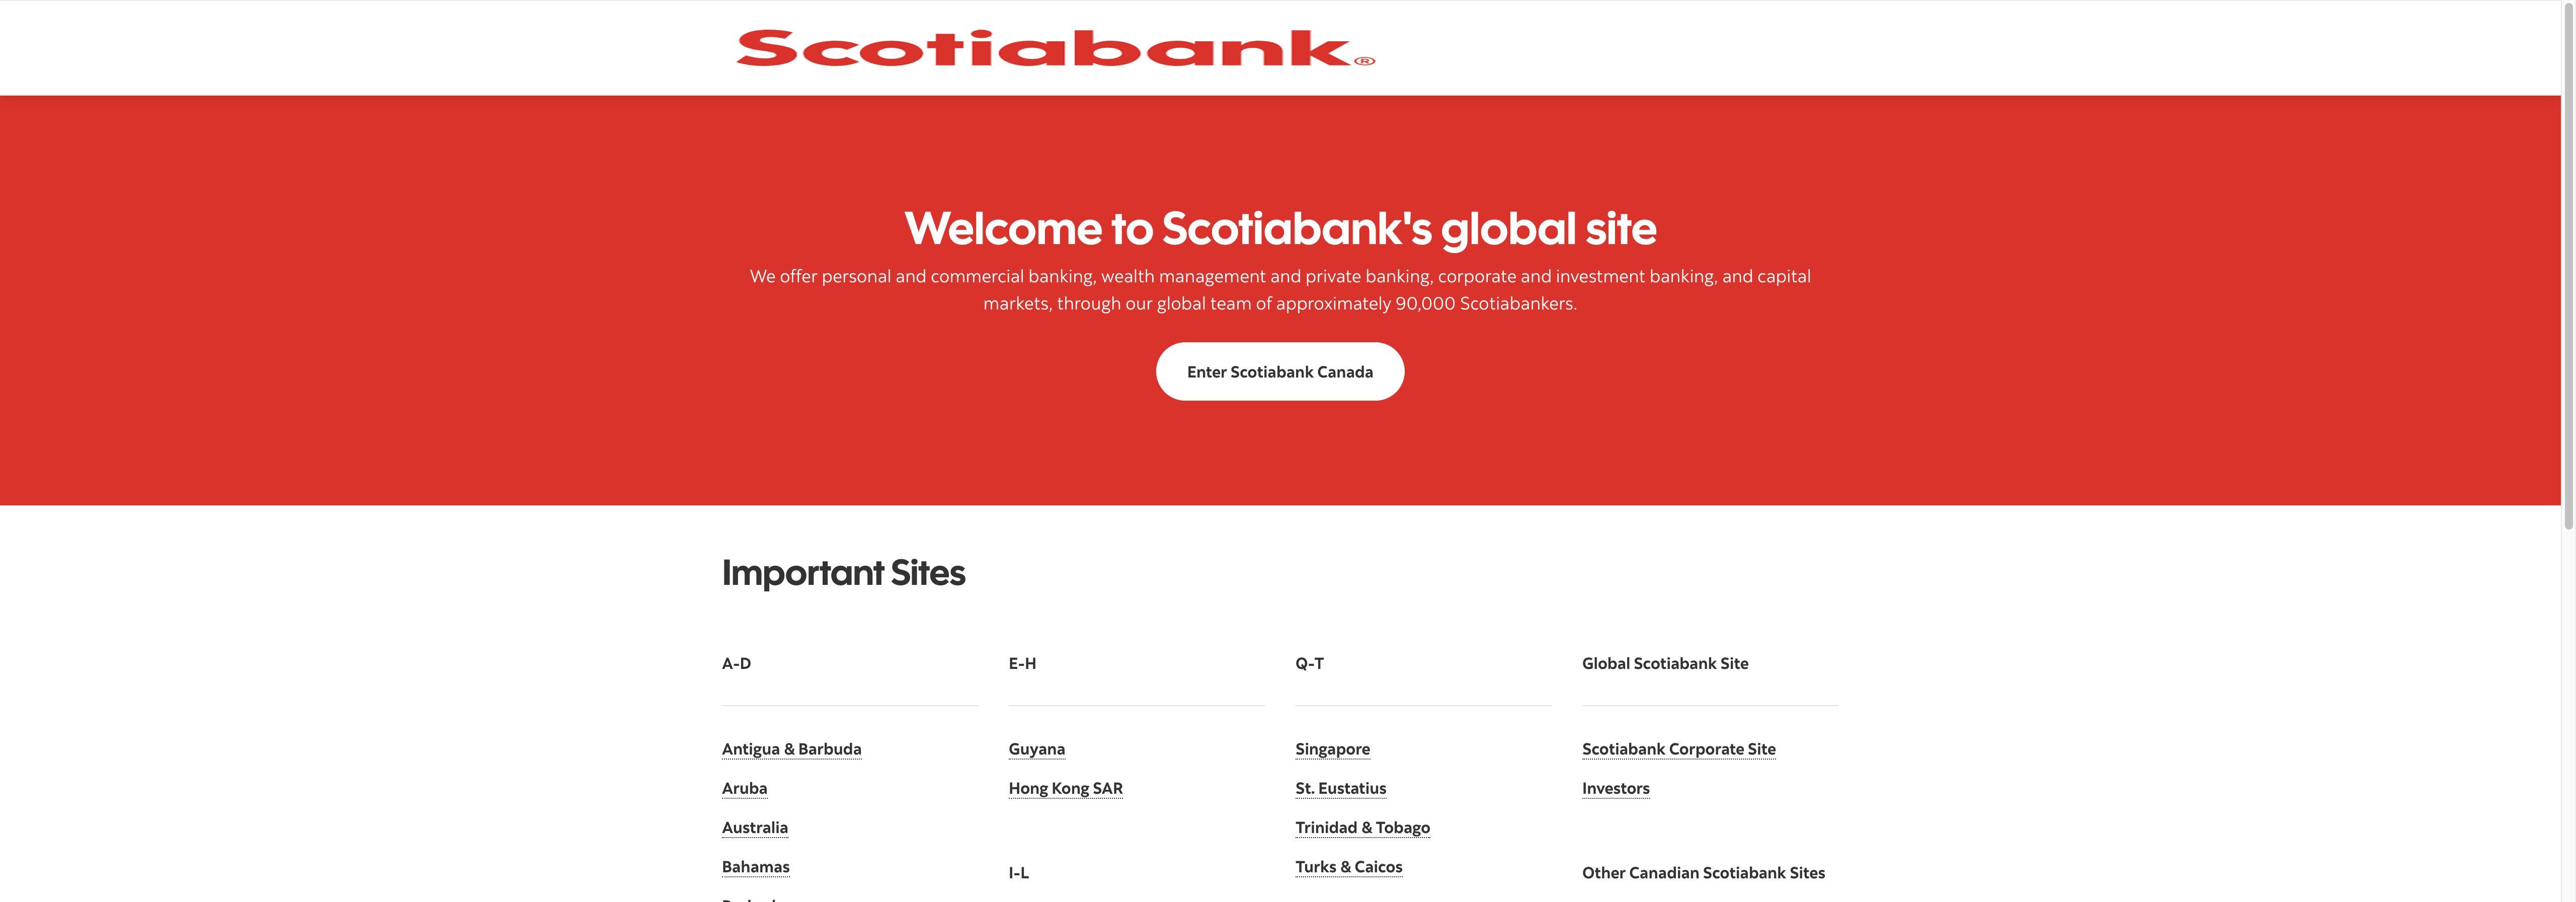 Scotiabank®
Welcome to Scotiabank's global site
We offer personal and commercial banking, wealth management and private banking, corporate and investment banking, and capital
markets, through our global team of approximately 90,000 Scotiabankers.
Enter Scotiabank Canada
Important Sites
A-D
Antigua & Barbuda
Aruba
Australia
Bahamas
E-H
Guyana
Hong Kong SAR
I-L
Q-T
Singapore
St. Eustatius
Trinidad & Tobago
Turks & Caicos
Global Scotiabank Site
Scotiabank Corporate Site
Investors
Other Canadian Scotiabank Sites